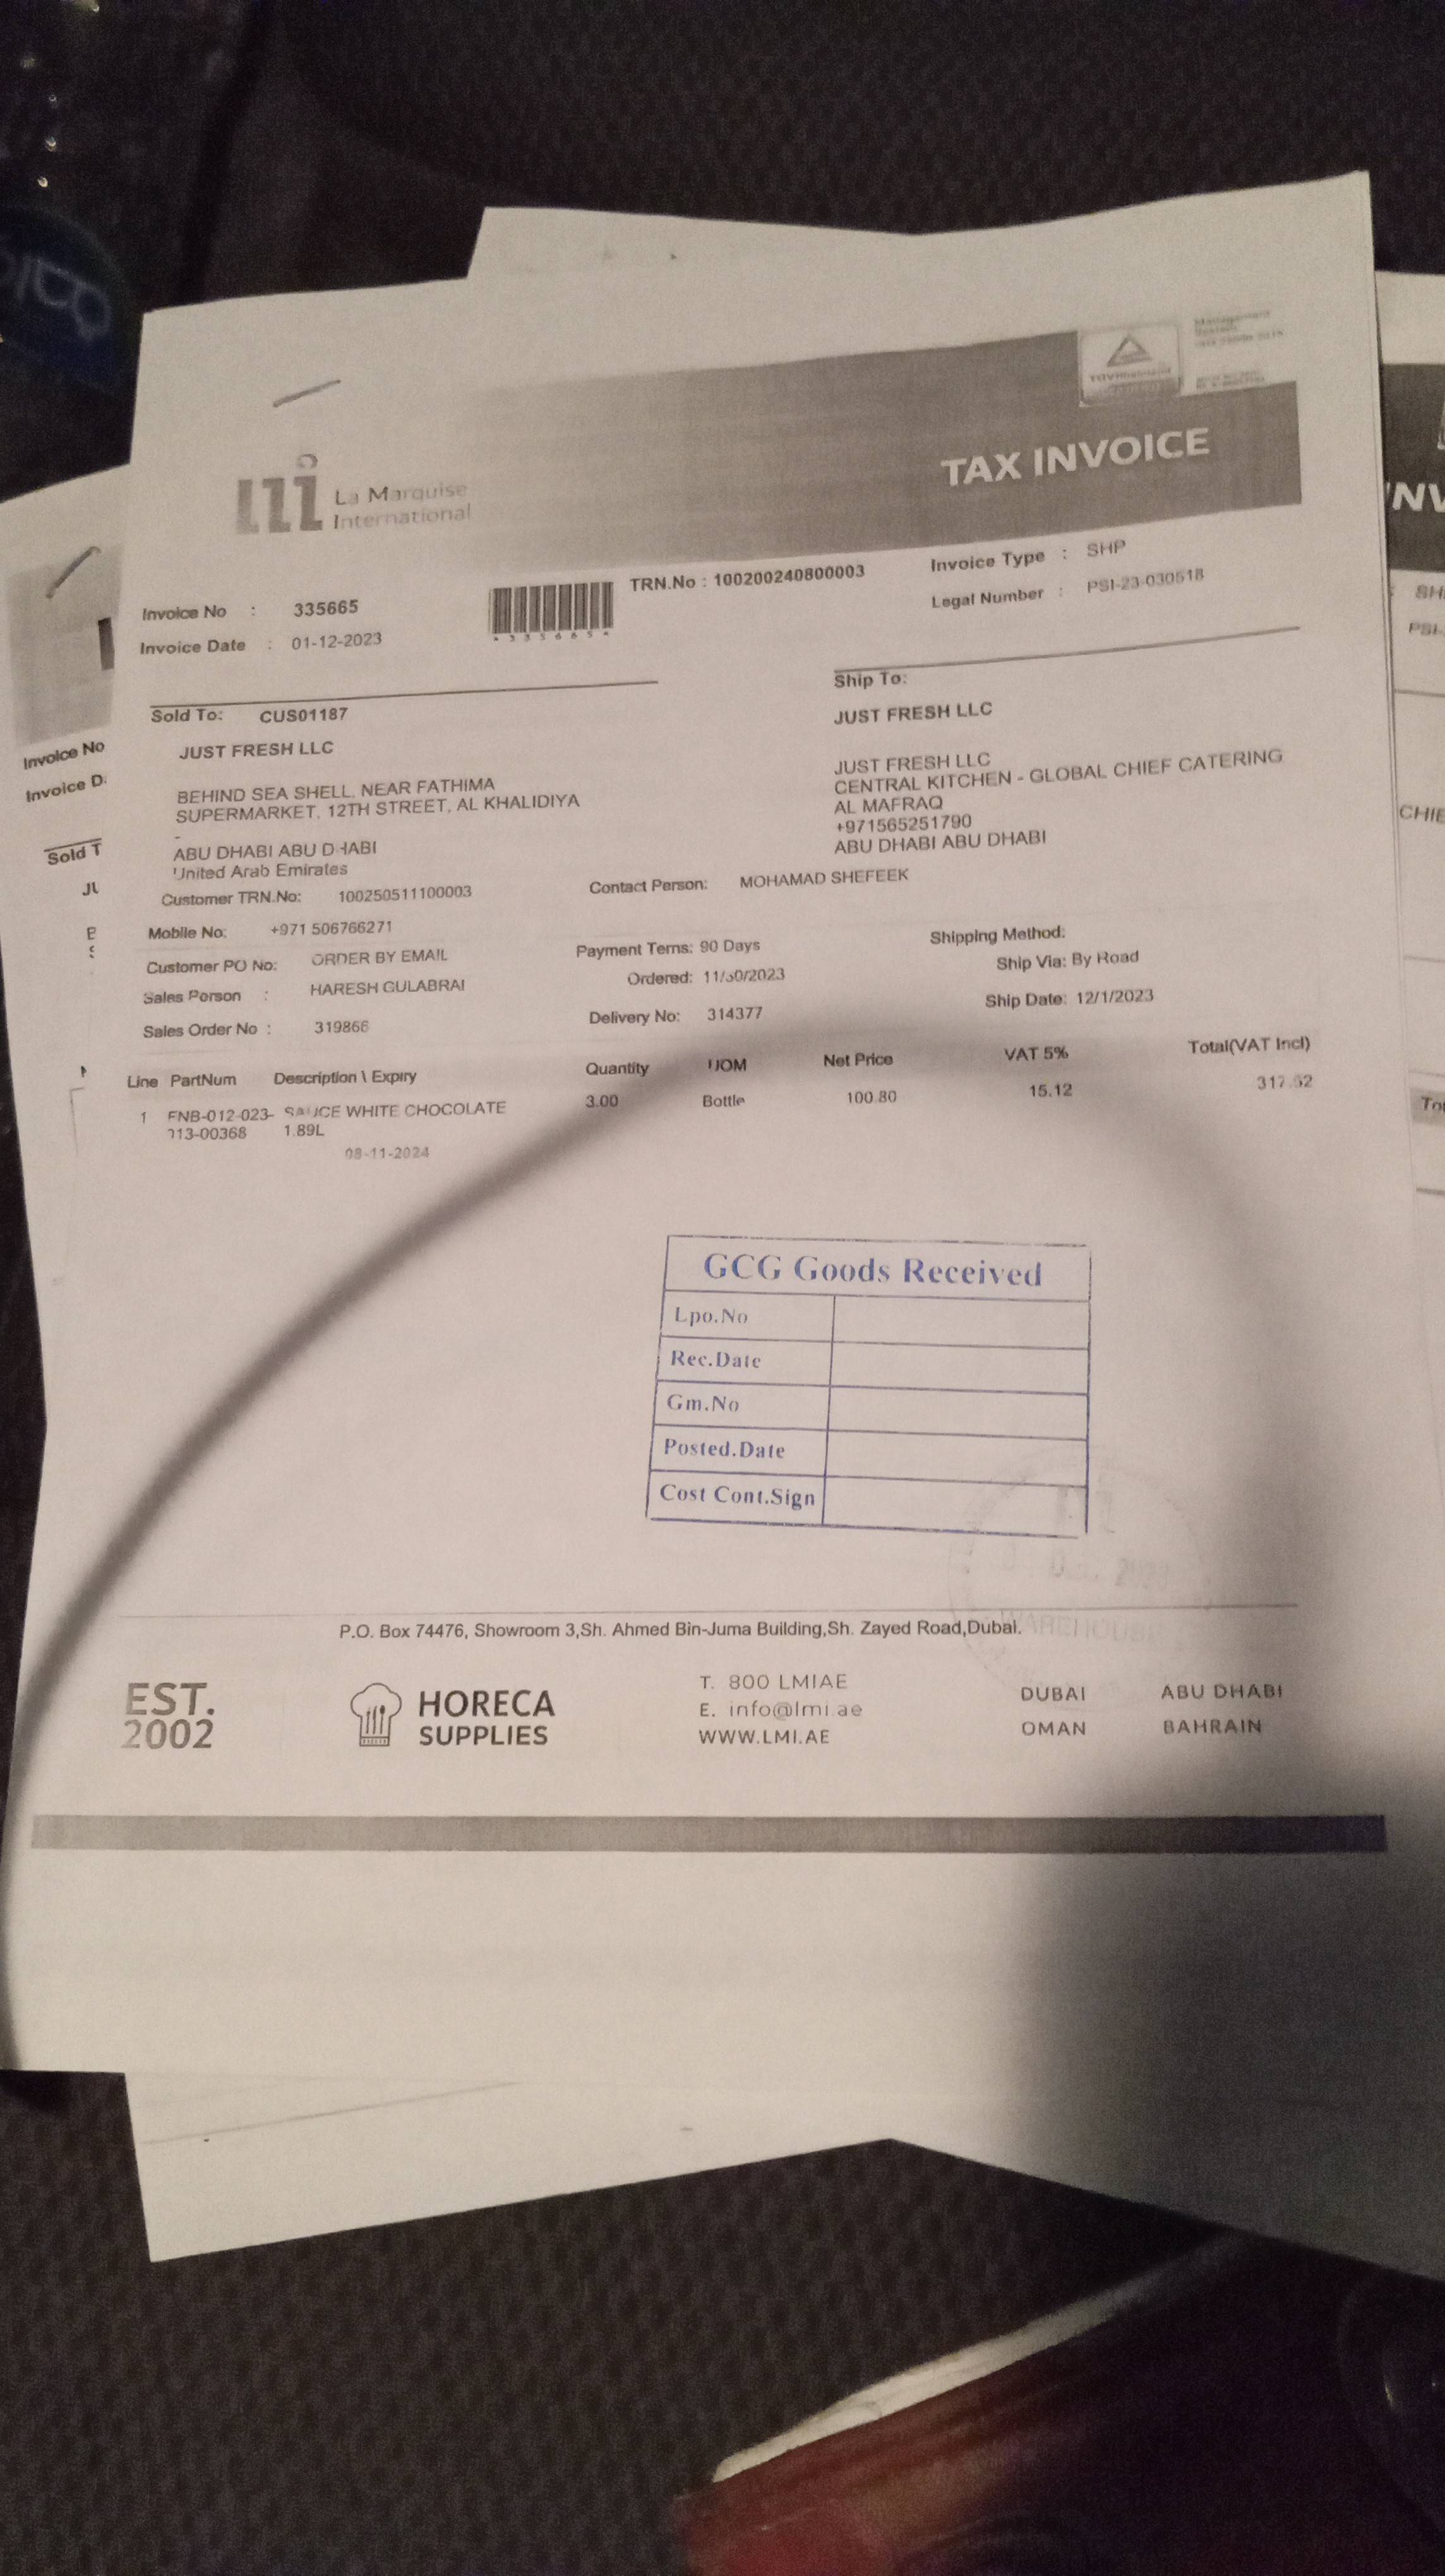 TAX INVOICE
La Marquise
International
TRN.No : 100200240800003
Invoice Type : SHP
Legal Number : PSI-23-030518
Invoice No : 335665
Invoice Date : 01-12-2023
*335665*
Sold To: CUS01187
JUST FRESH LLC
BEHIND SEA SHELL, NEAR FATHIMA
SUPERMARKET, 12TH STREET, AL KHALIDIYA
-
ABU DHABI ABU DHABI
United Arab Emirates
Customer TRN.No: 100250511100003
Ship To:
JUST FRESH LLC
JUST FRESH LLC
CENTRAL KITCHEN - GLOBAL CHIEF CATERING
AL MAFRAQ
+971565251790
ABU DHABI ABU DHABI
Contact Person: MOHAMAD SHEFEEK
Mobile No: +971 506766271
Customer PO No: ORDER BY EMAIL
Sales Person : HARESH GULABRAI
Sales Order No : 319866
Payment Terms: 90 Days
Ordered: 11/30/2023
Delivery No: 314377
Shipping Method:
Ship Via: By Road
Ship Date: 12/1/2023
Line PartNum Description \ Expiry Quantity UOM Net Price VAT 5% Total(VAT Incl)
1 FNB-012-023- SAUCE WHITE CHOCOLATE 3.00 Bottle 100.80 15.12 317.52
013-00368 1.89L
08-11-2024
GCG Goods Received
Lpo.No
Rec.Date
Grn.No
Posted.Date
Cost Cont.Sign
WAREHOUSE
P.O. Box 74476, Showroom 3,Sh. Ahmed Bin-Juma Building,Sh. Zayed Road,Dubai.
EST.
2002
HORECA
SUPPLIES
T. 800 LMIAE
E. info@lmi.ae
WWW.LMI.AE
DUBAI ABU DHABI
OMAN BAHRAIN
Invoice No
Sold T